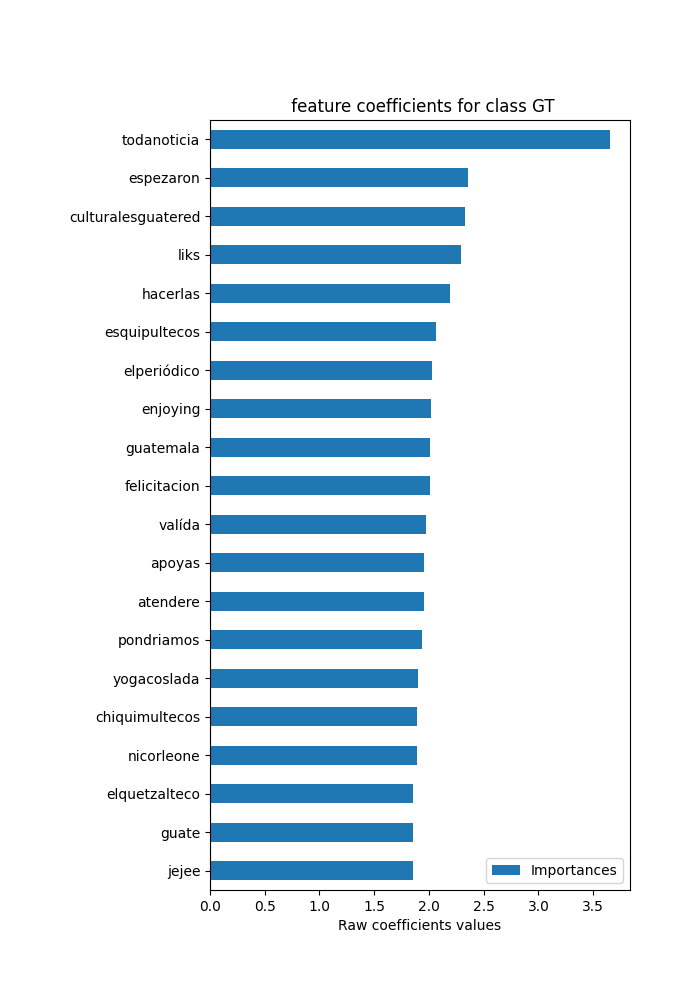 feature coefficients for class GT
todanoticia
espezaron
culturalesguatered
liks
hacerlas
esquipultecos
elperiódico
enjoying
guatemala
felicitacion
valída
apoyas
atendere
pondriamos
yogacoslada
chiquimultecos
nicorleone
elquetzalteco
guate
jejee
Importances
0.0 0.5 1.0 1.5 2.0 2.5 3.0 3.5
Raw coefficients values